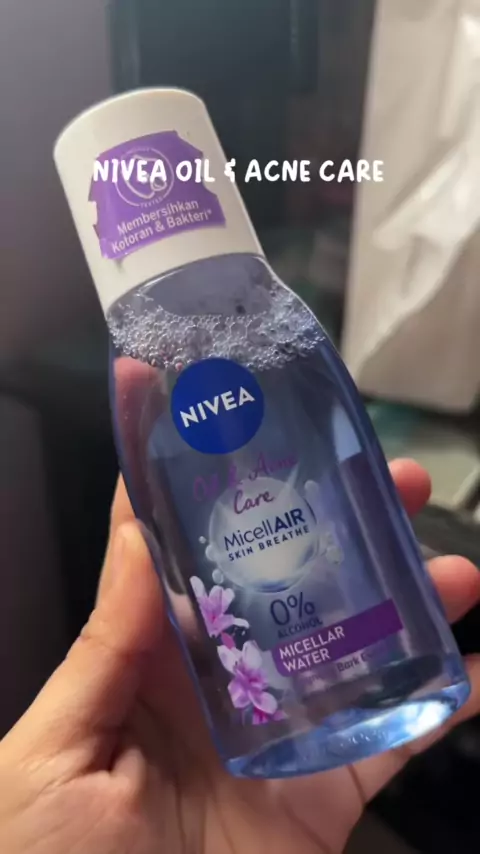 NIVEA OIL & ACNE CARE
Membersihkan
Kotoran & Bakteri*
NIVEA
Oil & Acne
Care
MicellAIR
SKIN BREATHE
0%
ALCOHOL
MICELLAR
WATER